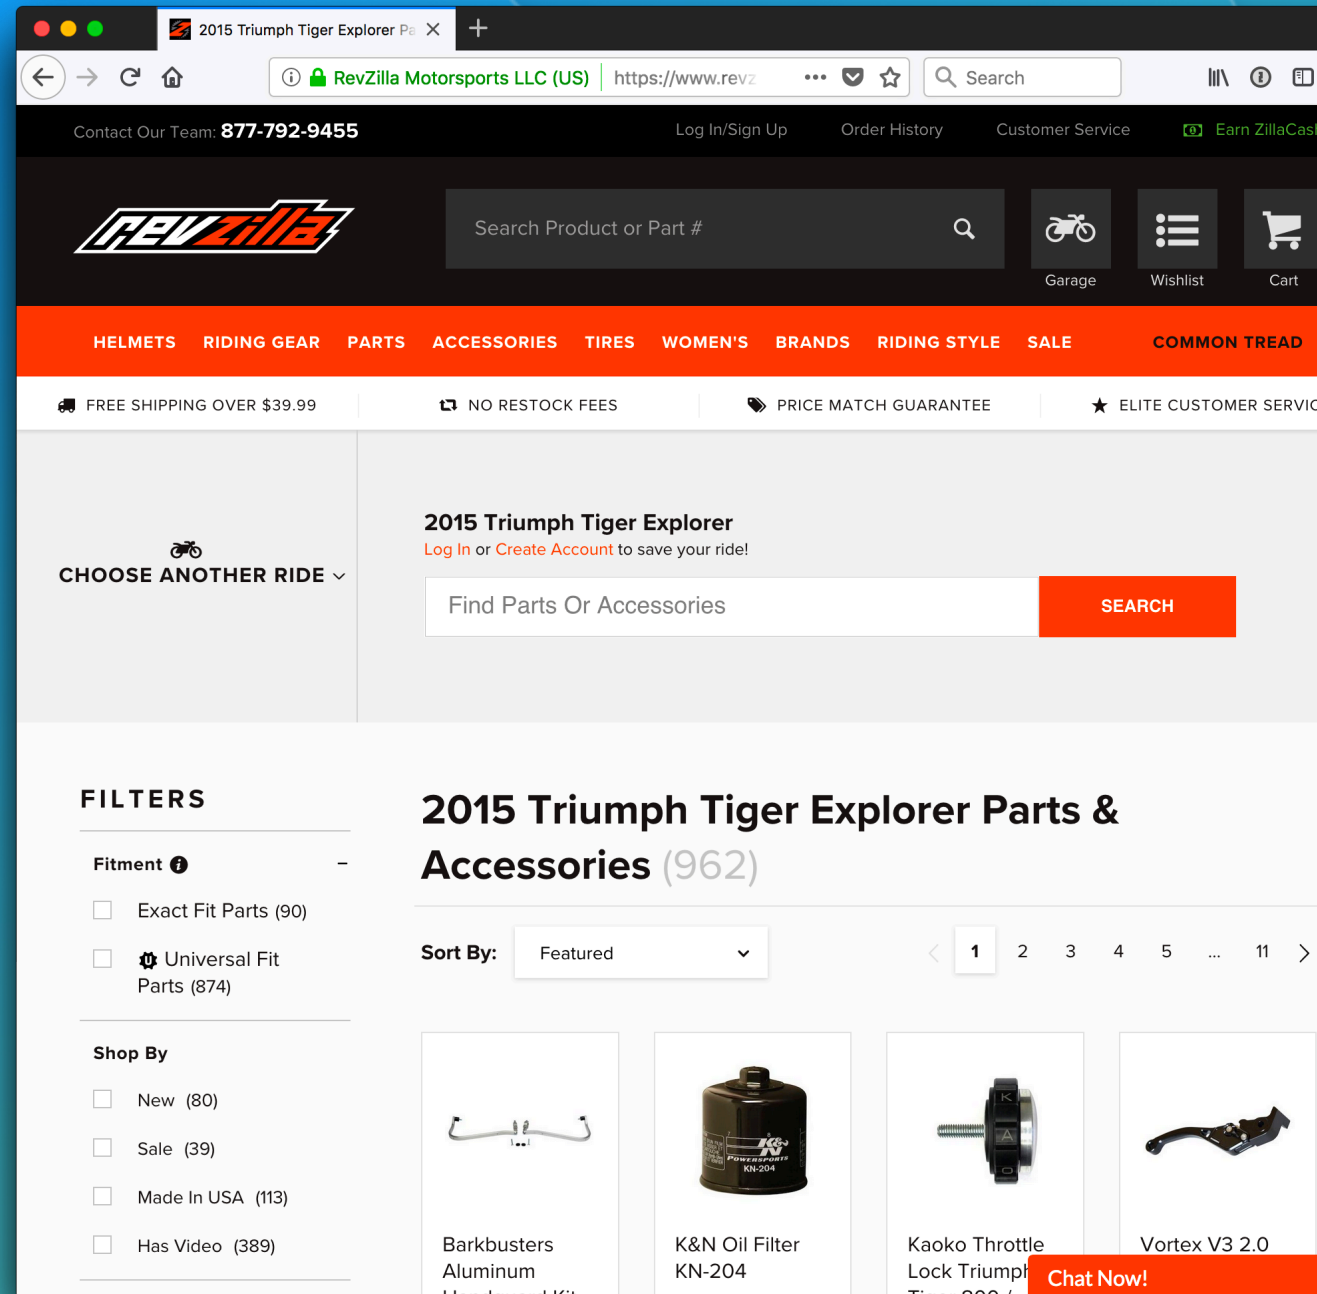 2015 Triumph Tiger Explorer Pa
RevZilla Motorsports LLC (US) https://www.revz
Search
Contact Our Team: 877-792-9455
Log In/Sign Up
Order History
Customer Service
Earn ZillaCash
revzilla
Search Product or Part #
Garage
Wishlist
Cart
HELMETS RIDING GEAR PARTS ACCESSORIES TIRES WOMEN'S BRANDS RIDING STYLE SALE COMMON TREAD
FREE SHIPPING OVER $39.99
NO RESTOCK FEES
PRICE MATCH GUARANTEE
ELITE CUSTOMER SERVIC
CHOOSE ANOTHER RIDE
2015 Triumph Tiger Explorer
Log In or Create Account to save your ride!
Find Parts Or Accessories
SEARCH
FILTERS
Fitment
Exact Fit Parts (90)
Universal Fit
Parts (874)
Shop By
New (80)
Sale (39)
Made In USA (113)
Has Video (389)
2015 Triumph Tiger Explorer Parts &
Accessories (962)
Sort By: Featured
1 2 3 4 5 ... 11
Barkbusters
Aluminum
K&N
POWERSPORTS
KN-204
K&N Oil Filter
KN-204
K
A
O
Kaoko Throttle
Lock Triumph
Vortex V3 2.0
Chat Now!